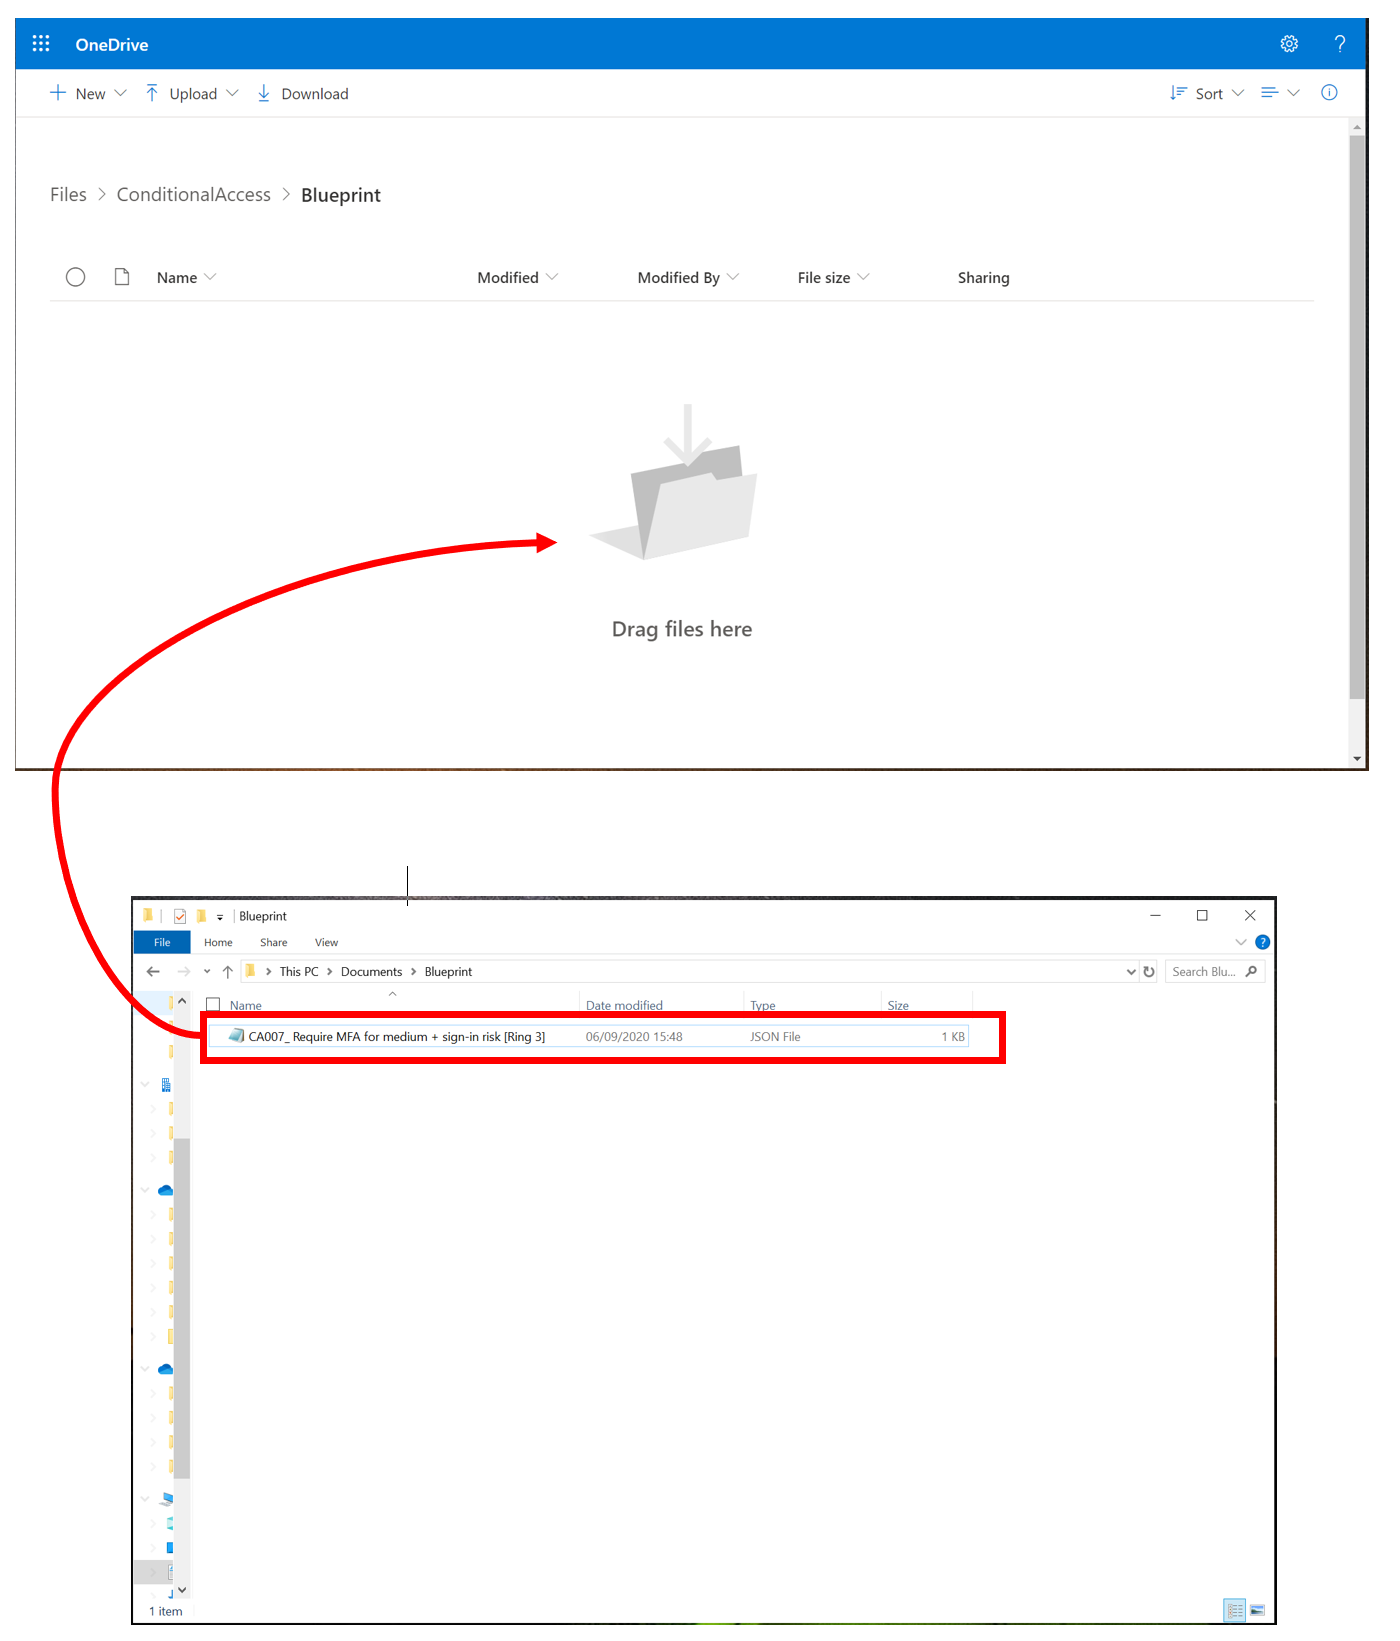 OneDrive ?
New Upload Download Sort
Files > ConditionalAccess > Blueprint
Name Modified Modified By File size Sharing
Drag files here
Blueprint
File Home Share View ?
This PC > Documents > Blueprint Search Blu...
Name Date modified Type Size
CA007_ Require MFA for medium + sign-in risk [Ring 3] 06/09/2020 15:48 JSON File 1 KB
1 item